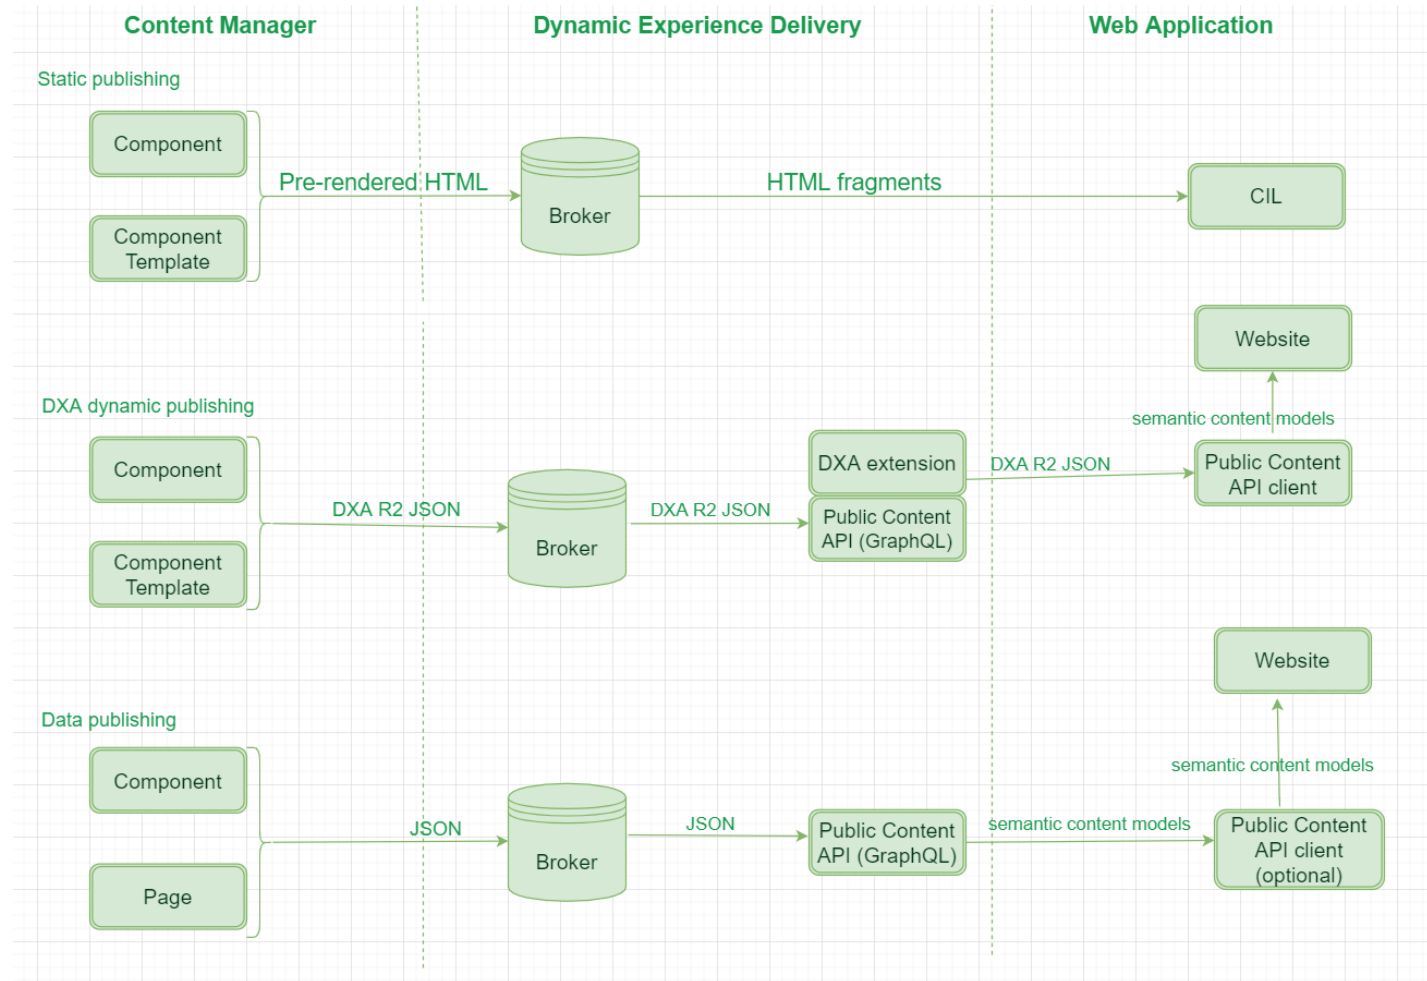 Content Manager
Dynamic Experience Delivery
Web Application
Static publishing
Component
Component
Template
Pre-rendered HTML
Broker
HTML fragments
CIL
DXA dynamic publishing
Component
Component
Template
DXA R2 JSON
Broker
DXA R2 JSON
DXA extension
Public Content
API (GraphQL)
DXA R2 JSON
Public Content
API client
semantic content models
Website
Data publishing
Component
Page
JSON
Broker
JSON
Public Content
API (GraphQL)
semantic content models
Public Content
API client
(optional)
semantic content models
Website